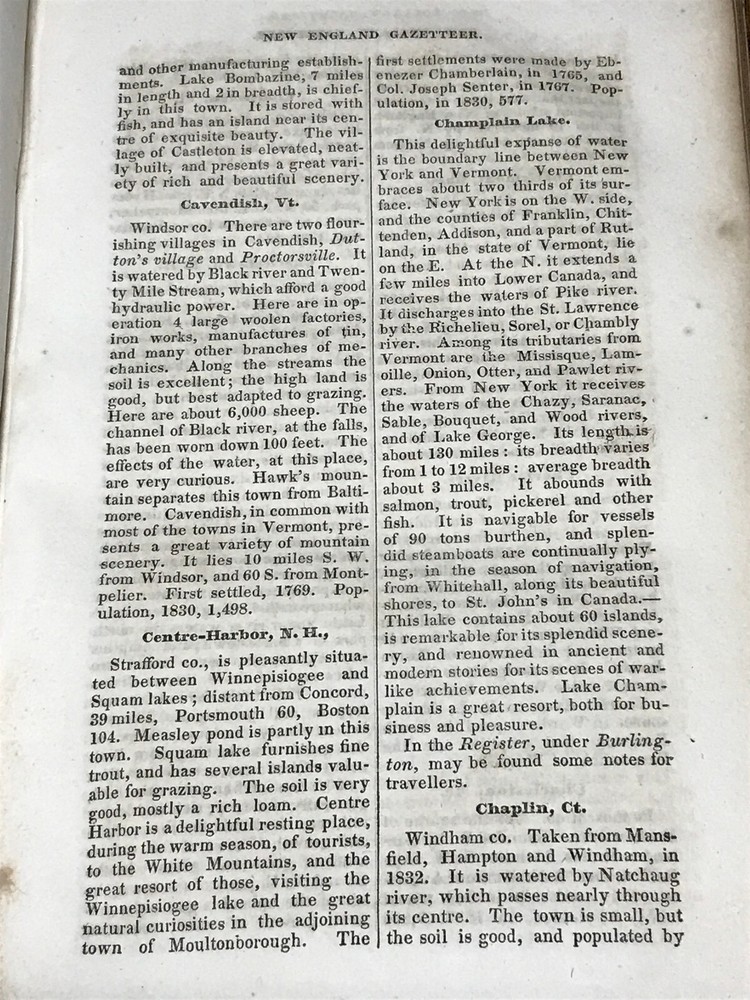 NEW ENGLAND GAZETTEER.
and other manufacturing establish-
ments. Lake Bombazine, 7 miles
in length and 2 in breadth, is chief-
ly in this town. It is stored with
fish, and has an island near its cen-
tre of exquisite beauty. The vil-
lage of Castleton is elevated, neat-
ly built, and presents a great vari-
ety of rich and beautiful scenery.
Cavendish, Vt.
Windsor co. There are two flour-
ishing villages in Cavendish, Dut-
ton's village and Proctorsville. It
is watered by Black river and Twen-
ty Mile Stream, which afford a good
hydraulic power. Here are in op-
eration 4 large woolen factories,
iron works, manufactures of tin,
and many other branches of me-
chanics. Along the streams the
soil is excellent; the high land is
good, but best adapted to grazing.
Here are about 6,000 sheep. The
channel of Black river, at the falls,
has been worn down 100 feet. The
effects of the water, at this place,
are very curious. Hawk's moun-
tain separates this town from Balti-
more. Cavendish, in common with
most of the towns in Vermont, pre-
sents a great variety of mountain
scenery. It lies 10 miles S. W.
from Windsor, and 60 S. from Mont-
pelier. First settled, 1769. Pop-
ulation, 1830, 1,498.
Centre-Harbor, N. H.,
Strafford co., is pleasantly situa-
ted between Winnepisiogee and
Squam lakes; distant from Concord,
39 miles, Portsmouth 60, Boston
104. Measley pond is partly in this
town. Squam lake furnishes fine
trout, and has several islands valu-
able for grazing. The soil is very
good, mostly a rich loam. Centre
Harbor is a delightful resting place,
during the warm season, of tourists,
to the White Mountains, and the
great resort of those, visiting the
Winnepisiogee lake and the great
natural curiosities in the adjoining
town of Moultonborough. The
first settlements were made by Eb-
enezer Chamberlain, in 1765, and
Col. Joseph Senter, in 1767. Pop-
ulation, in 1830, 577.
Champlain Lake.
This delightful expanse of water
is the boundary line between New
York and Vermont. Vermont em-
braces about two thirds of its sur-
face. New York is on the W. side,
and the counties of Franklin, Chit-
tenden, Addison, and a part of Rut-
land, in the state of Vermont, lie
on the E. At the N. it extends a
few miles into Lower Canada, and
receives the waters of Pike river.
It discharges into the St. Lawrence
by the Richelieu, Sorel, or Chambly
river. Among its tributaries from
Vermont are the Missisque, Lam-
oille, Onion, Otter, and Pawlet riv-
ers. From New York it receives
the waters of the Chazy, Saranac,
Sable, Bouquet, and Wood rivers,
and of Lake George. Its length is
about 130 miles: its breadth varies
from 1 to 12 miles: average breadth
about 3 miles. It abounds with
salmon, trout, pickerel and other
fish. It is navigable for vessels
of 90 tons burthen, and splen-
did steamboats are continually ply-
ing, in the season of navigation,
from Whitehall, along its beautiful
shores, to St. John's in Canada.—
This lake contains about 60 islands,
is remarkable for its splendid scene-
ry, and renowned in ancient and
modern stories for its scenes of war-
like achievements. Lake Cham-
plain is a great resort, both for bu-
siness and pleasure.
In the Register, under Burling-
ton, may be found some notes for
travellers.
Chaplin, Ct.
Windham co. Taken from Mans-
field, Hampton and Windham, in
1832. It is watered by Natchaug
river, which passes nearly through
its centre. The town is small, but
the soil is good, and populated by